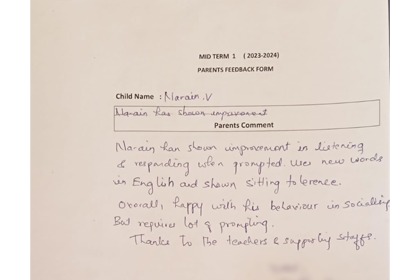 MID TERM 1 (2023-2024)
PARENTS FEEDBACK FORM
Child Name : Narain.V
Narain has shown improvement
Parents Comment
Narain has shown improvement in listening
& responding when prompted. Uses new words
in English and shown sitting tolerence.
Overall, happy with his behaviour in socialising
But requires lot of prompting.
Thanks to the teachers & supporting staffs.